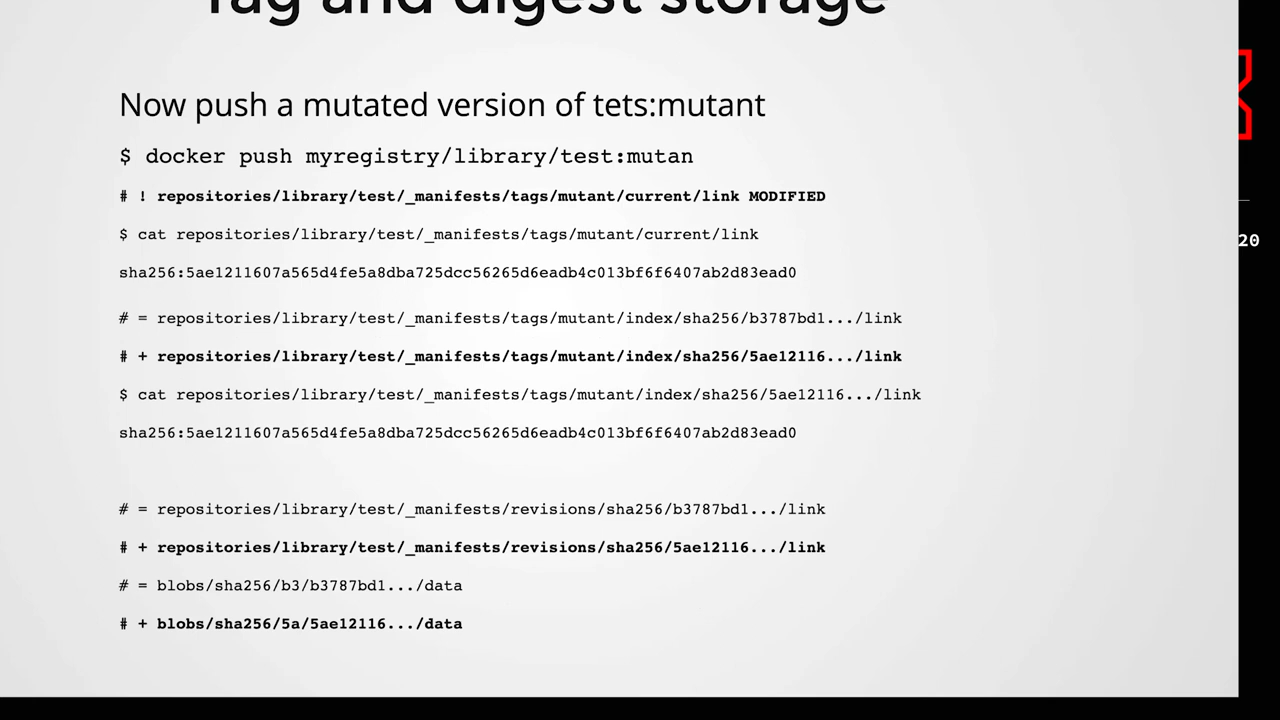 Tag and digest storage
Now push a mutated version of tets:mutant
$ docker push myregistry/library/test:mutan
# ! repositories/library/test/_manifests/tags/mutant/current/link MODIFIED
$ cat repositories/library/test/_manifests/tags/mutant/current/link
sha256:5ae1211607a565d4fe5a8dba725dcc56265d6eadb4c013bf6f6407ab2d83ead0
# = repositories/library/test/_manifests/tags/mutant/index/sha256/b3787bd1.../link
# + repositories/library/test/_manifests/tags/mutant/index/sha256/5ae12116.../link
$ cat repositories/library/test/_manifests/tags/mutant/index/sha256/5ae12116.../link
sha256:5ae1211607a565d4fe5a8dba725dcc56265d6eadb4c013bf6f6407ab2d83ead0
# = repositories/library/test/_manifests/revisions/sha256/b3787bd1.../link
# + repositories/library/test/_manifests/revisions/sha256/5ae12116.../link
# = blobs/sha256/b3/b3787bd1.../data
# + blobs/sha256/5a/5ae12116.../data
20